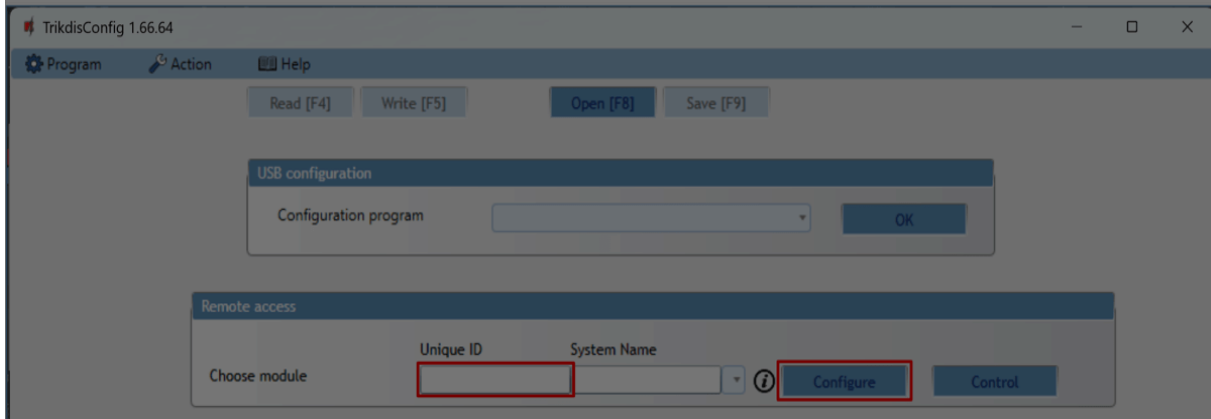 TrikdisConfig 1.66.64
Program Action Help
Read [F4] Write [F5] Open [F8] Save [F9]
USB configuration
Configuration program OK
Remote access
Unique ID System Name
Choose module i Configure Control